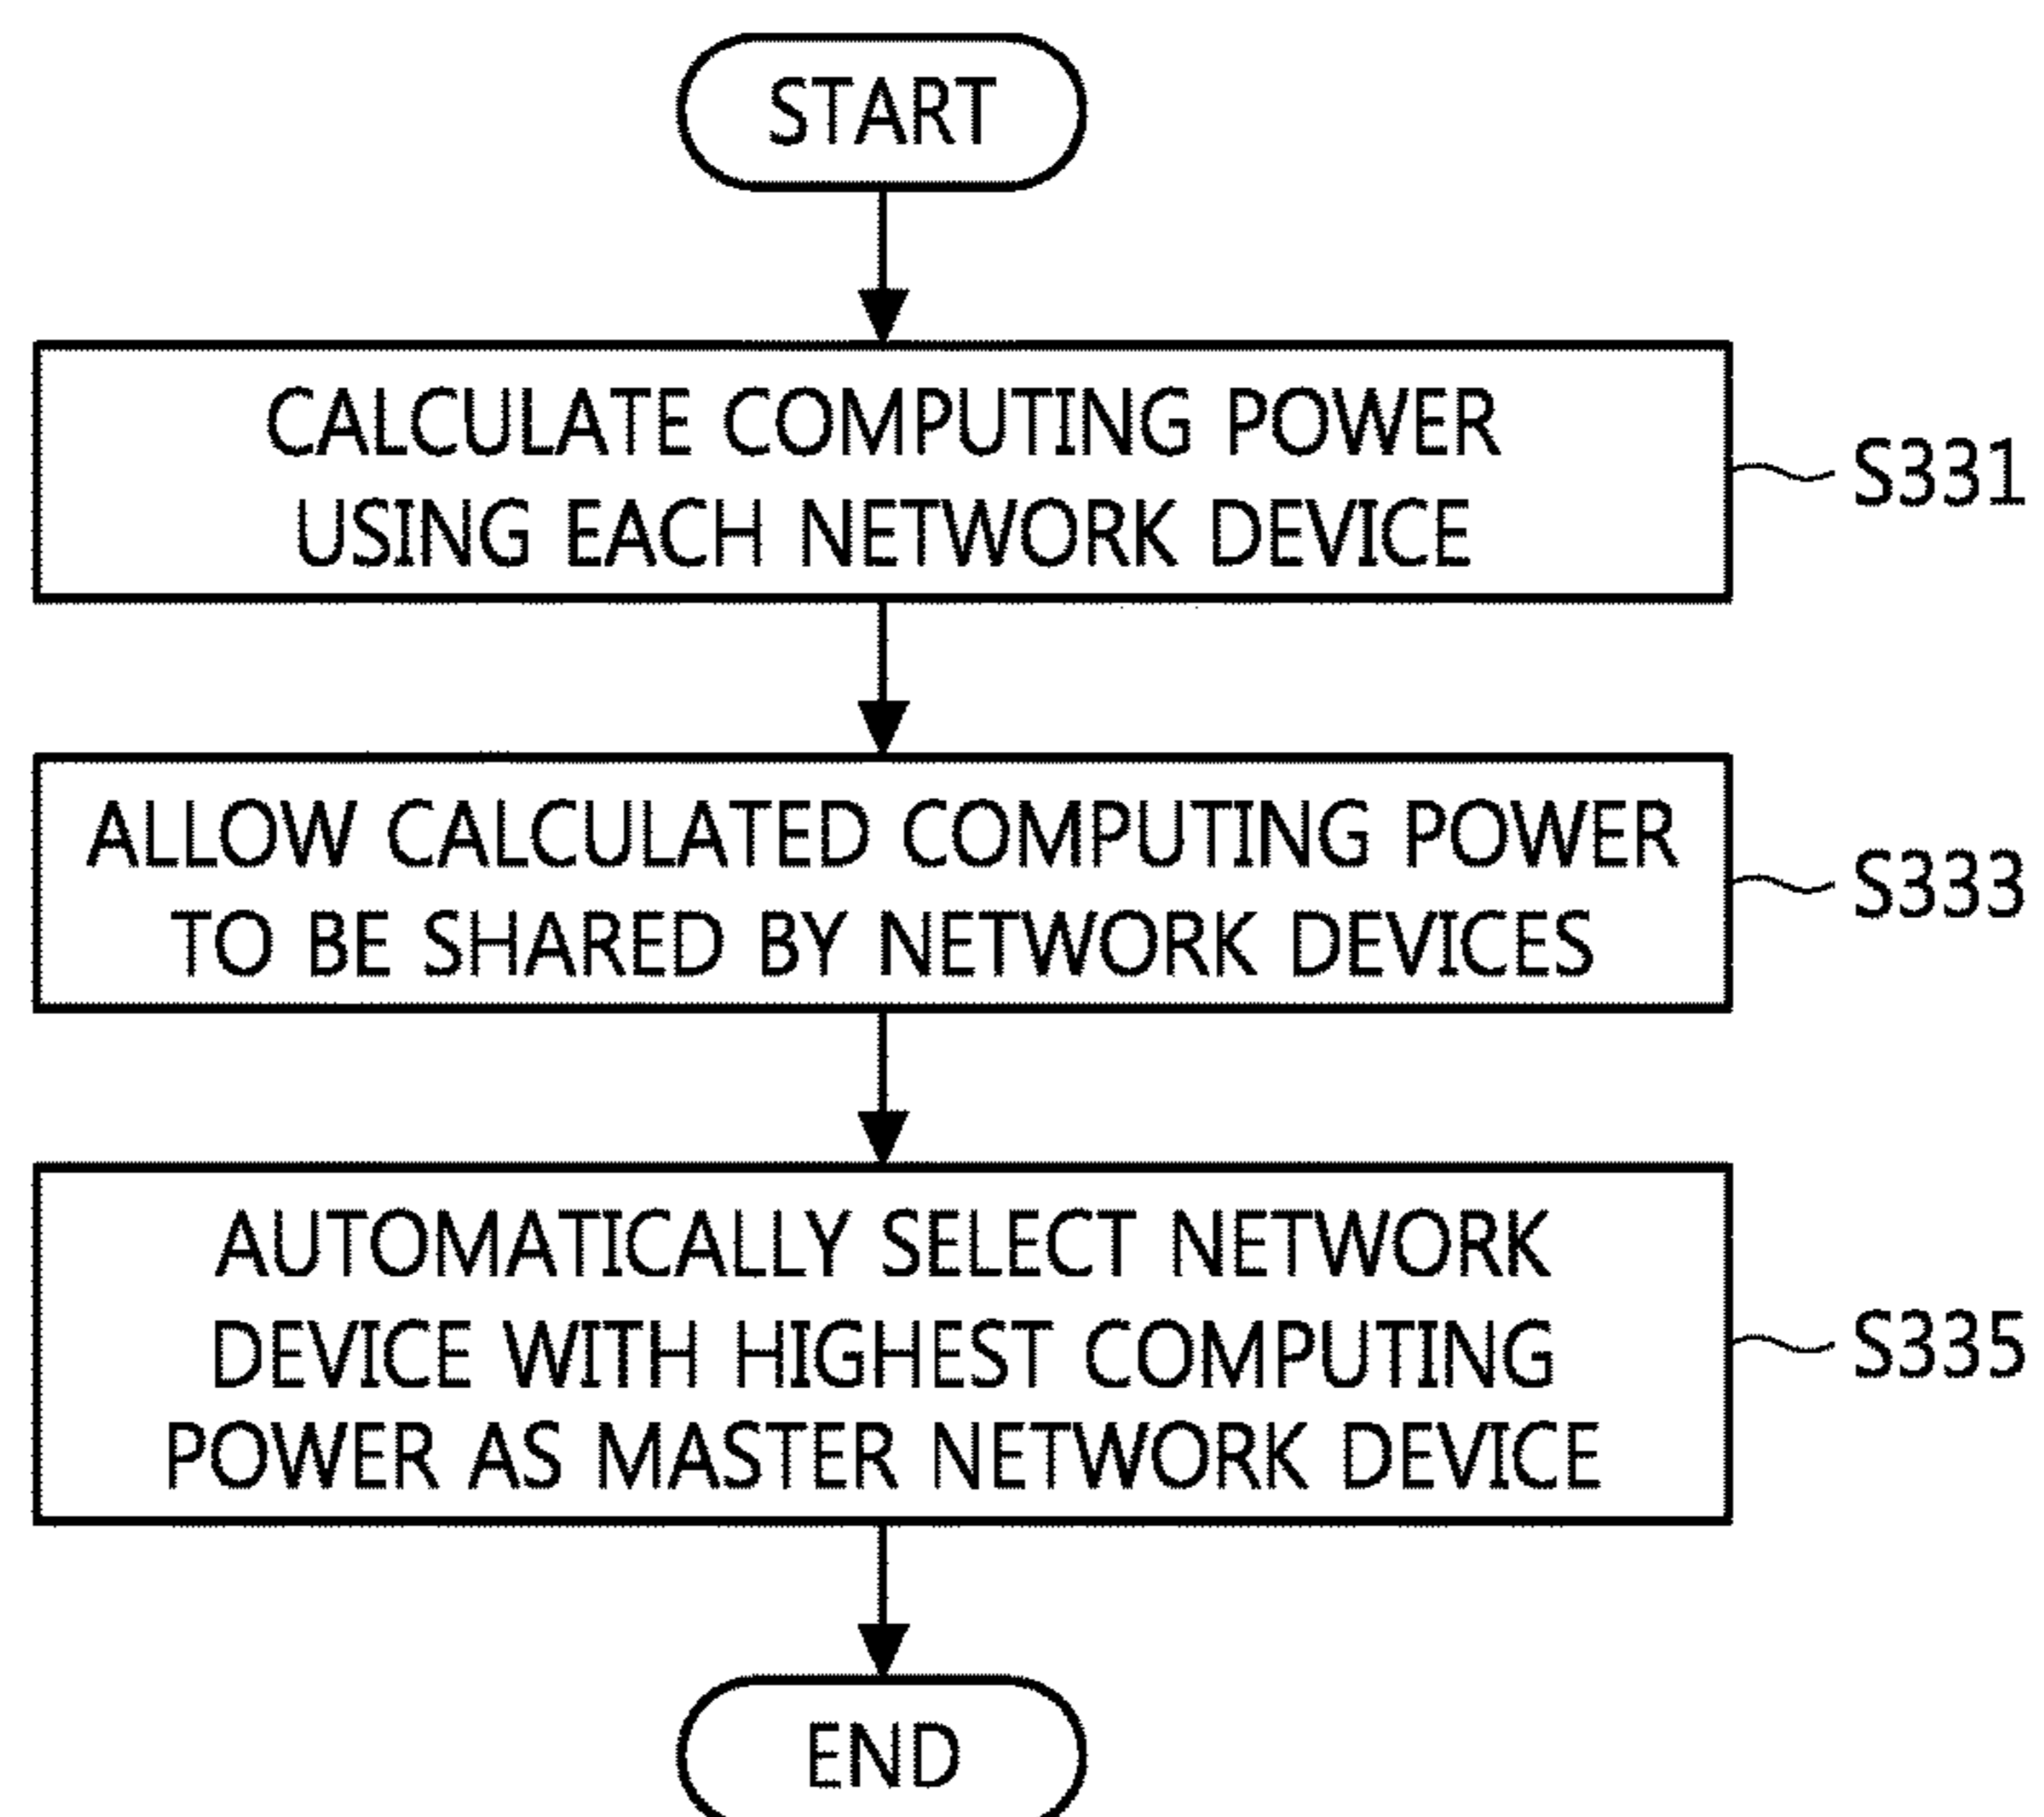 START
CALCULATE COMPUTING POWER
USING EACH NETWORK DEVICE
S331
ALLOW CALCULATED COMPUTING POWER
TO BE SHARED BY NETWORK DEVICES
S333
AUTOMATICALLY SELECT NETWORK
DEVICE WITH HIGHEST COMPUTING
POWER AS MASTER NETWORK DEVICE
S335
END